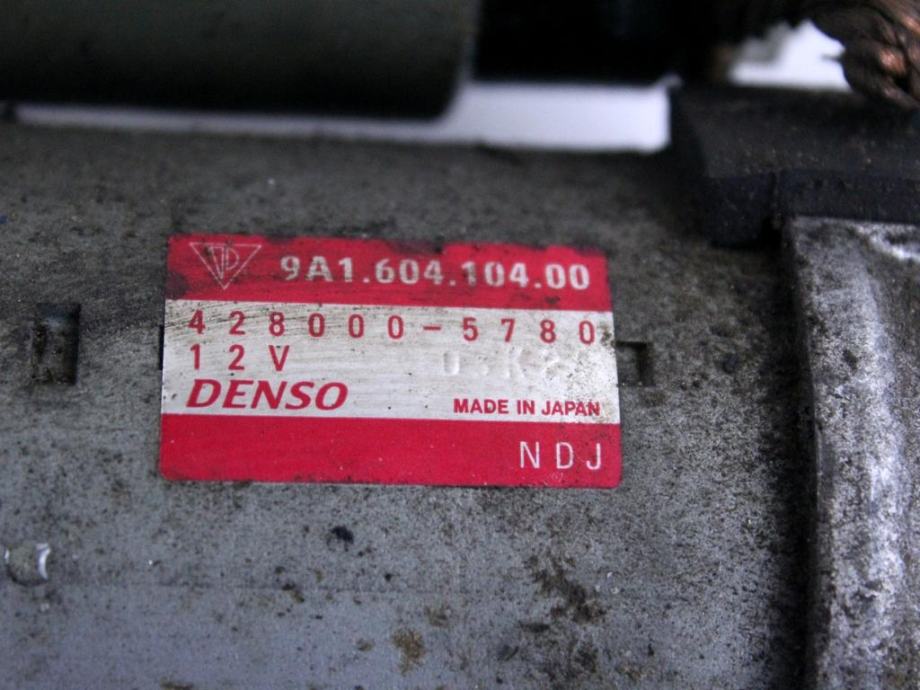 9A1.604.104.00
428000-5780
12V
DENSO
MADE IN JAPAN
NDJ